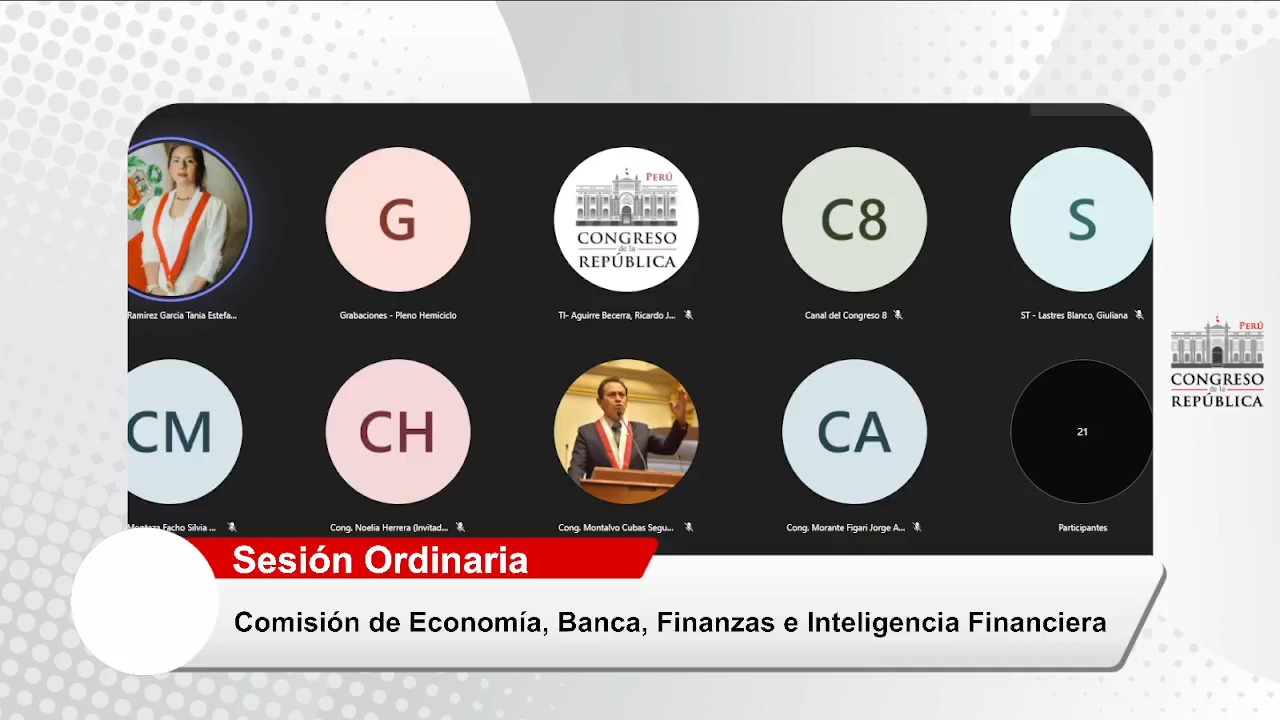 G
PERÚ
CONGRESO
de la
REPÚBLICA
C8
S
Ramirez Garcia Tania Estefa...
Grabaciones - Pleno Hemiciclo
TI- Aguirre Becerra, Ricardo J...
Canal del Congreso 8
ST - Lastres Blanco, Giuliana
CM
CH
CA
21
Monteza Facho Silvia ...
Cong. Noelia Herrera (Invitad...
Cong. Montalvo Cubas Segu...
Cong. Morante Figari Jorge A...
Participantes
PERÚ
CONGRESO
de la
REPÚBLICA
Sesión Ordinaria
Comisión de Economía, Banca, Finanzas e Inteligencia Financiera